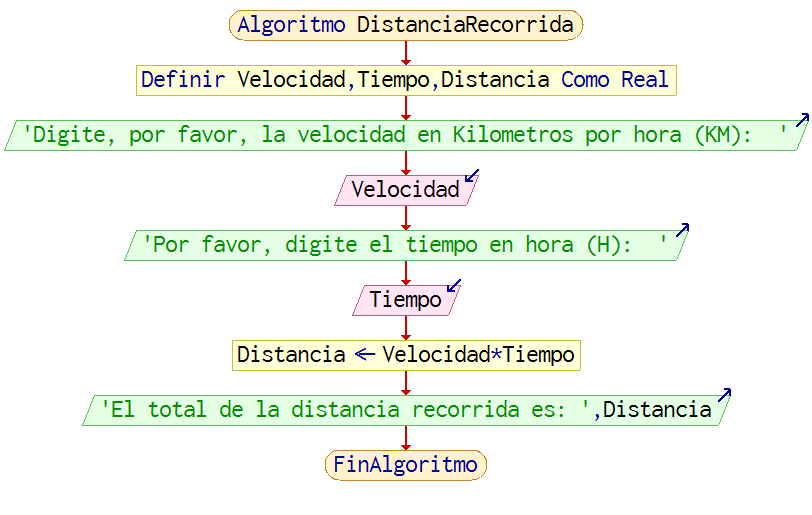 Algoritmo DistanciaRecorrida
Definir Velocidad,Tiempo,Distancia Como Real
'Digite, por favor, la velocidad en Kilometros por hora (KM):  '
Velocidad
'Por favor, digite el tiempo en hora (H):  '
Tiempo
Distancia ← Velocidad*Tiempo
'El total de la distancia recorrida es: ',Distancia
FinAlgoritmo